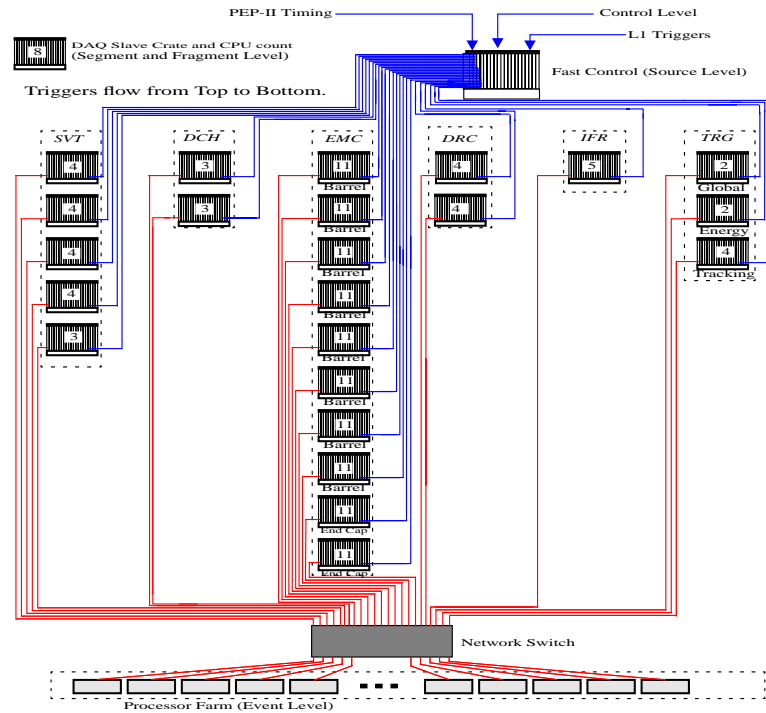 PEP-II Timing
Control Level
L1 Triggers
8
DAQ Slave Crate and CPU count
(Segment and Fragment Level)
Fast Control (Source Level)
Triggers flow from Top to Bottom.
SVT
DCH
EMC
DRC
IFR
TRG
4
3
11
4
5
2
Barrel
Global
4
3
11
4
2
Barrel
Energy
4
11
4
Barrel
Tracking
4
11
Barrel
3
11
Barrel
11
Barrel
11
Barrel
11
Barrel
11
End Cap
11
End Cap
Network Switch
Processor Farm (Event Level)